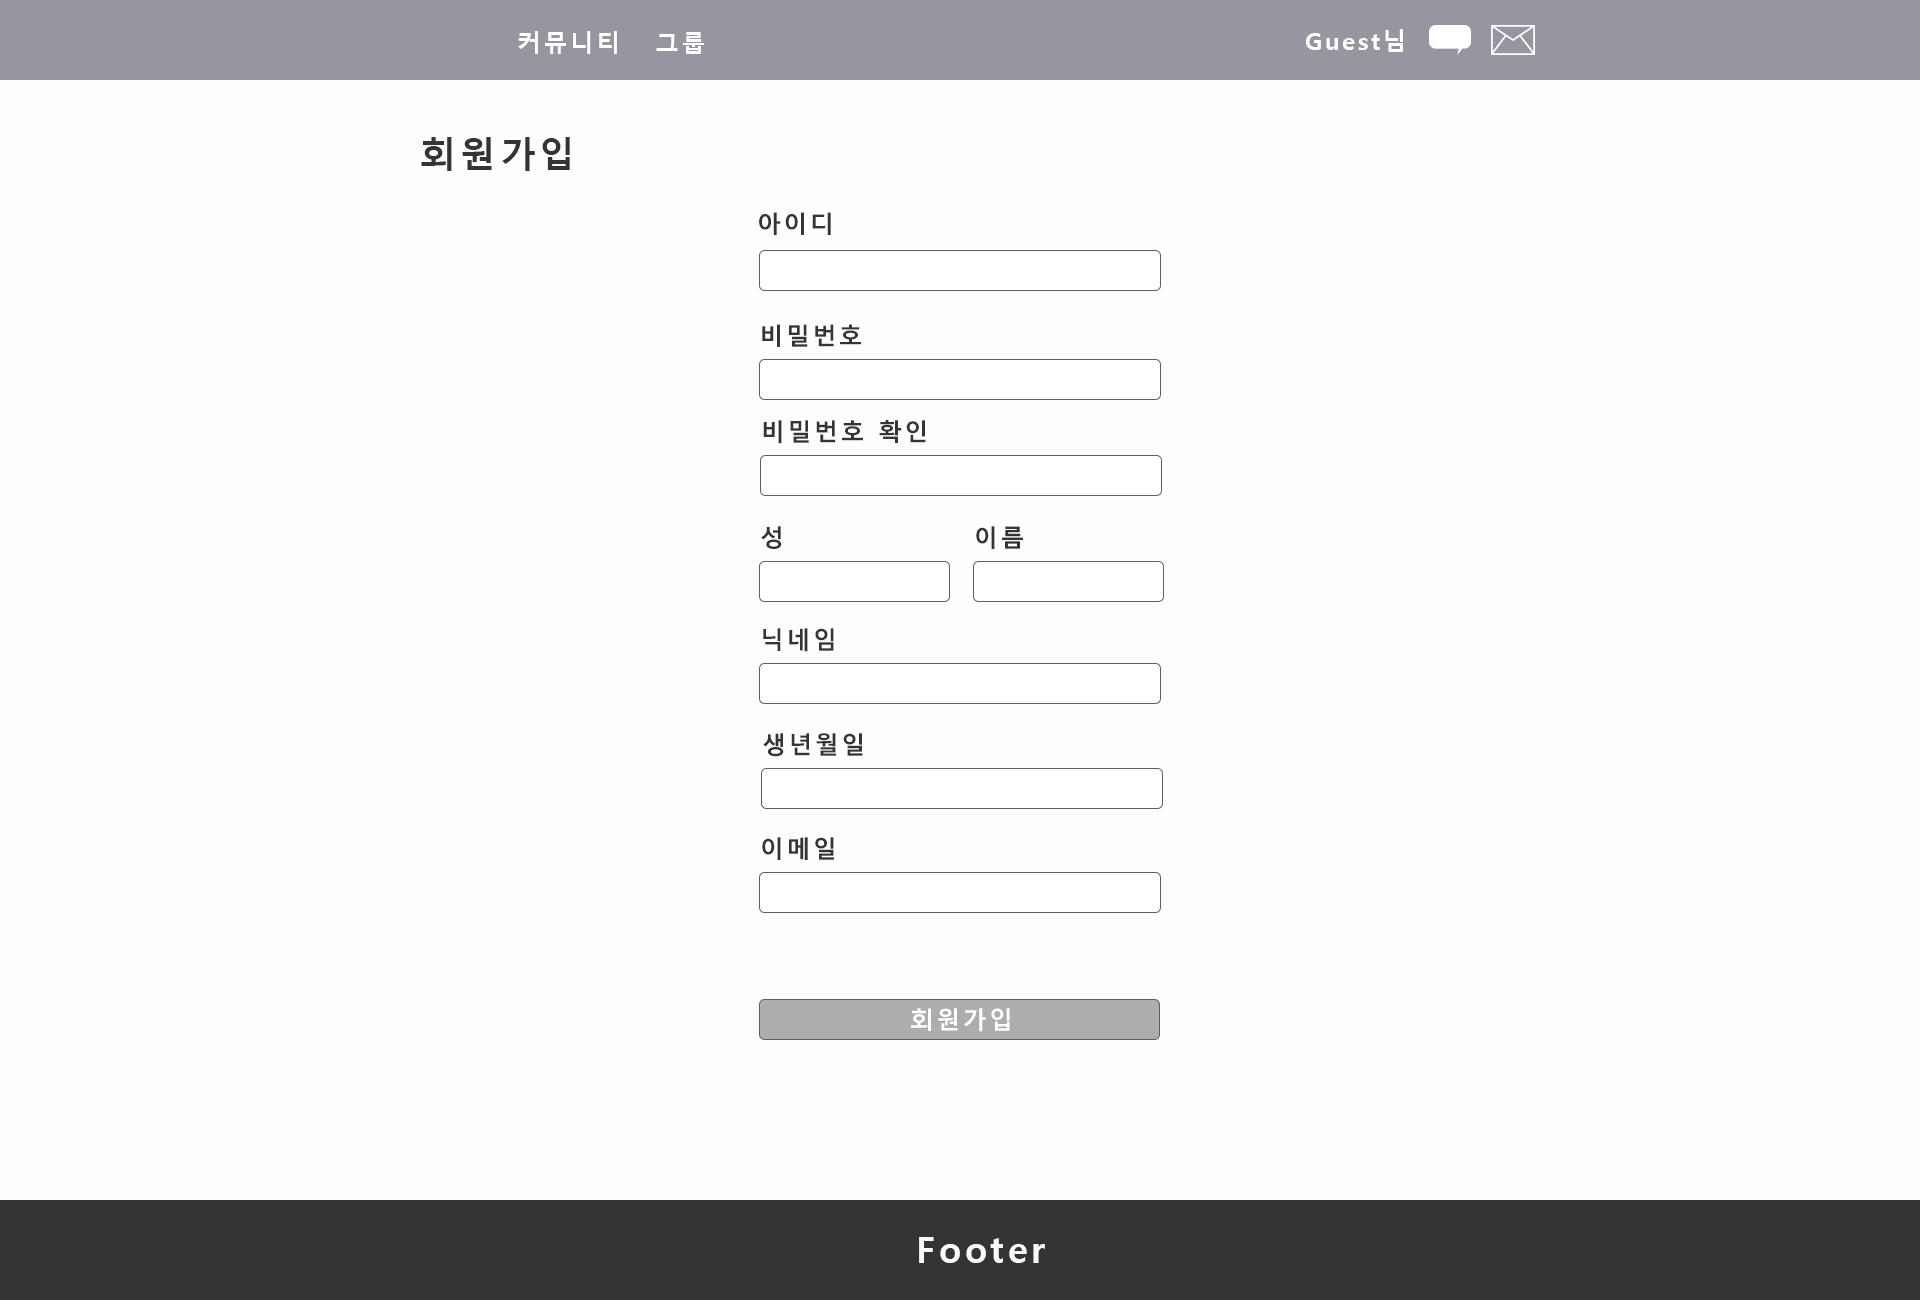 커뮤니티 그룹 Guest님
회원가입
아이디
비밀번호
비밀번호 확인
성 이름
닉네임
생년월일
이메일
회원가입
Footer